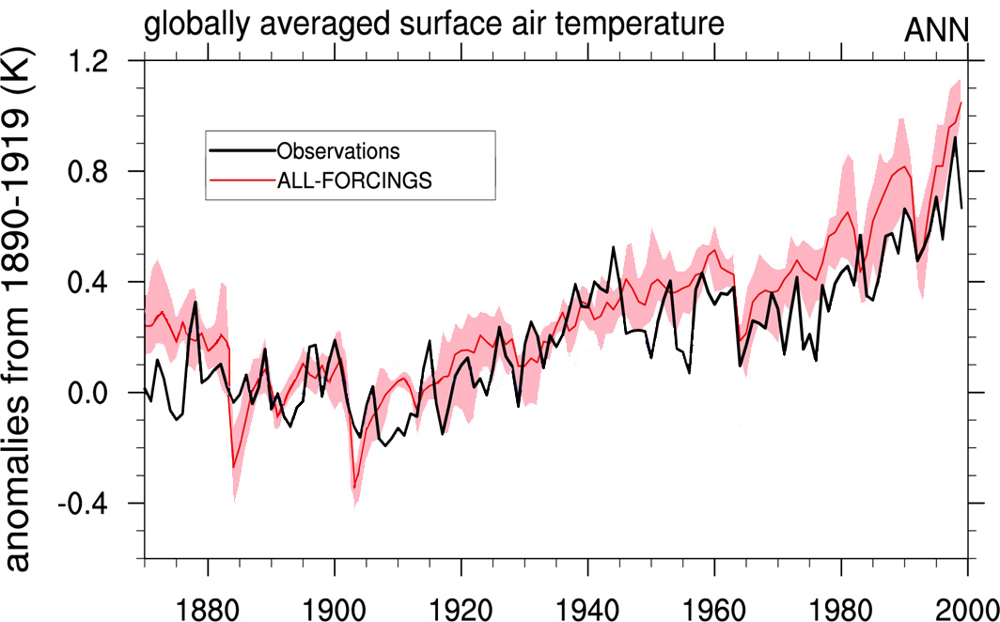 globally averaged surface air temperature
ANN
anomalies from 1890-1919 (K)
1.2
0.8
0.4
0.0
-0.4
Observations
ALL-FORCINGS
1880 1900 1920 1940 1960 1980 2000